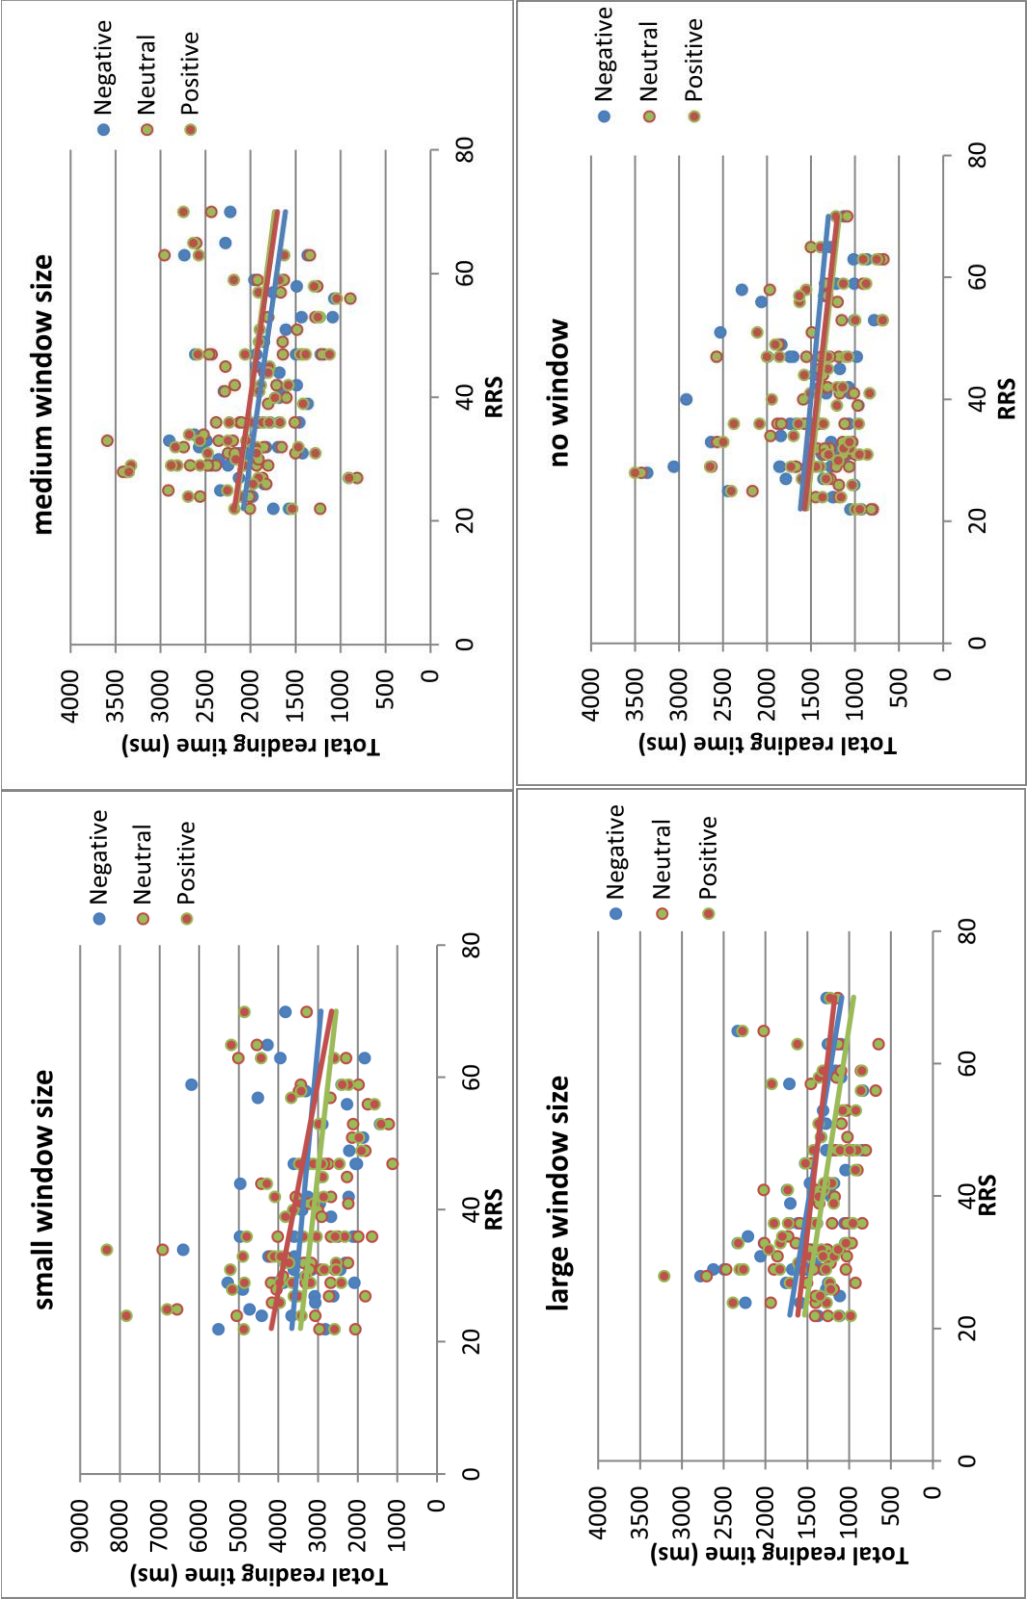 small window size
Total reading time (ms)
9000
8000
7000
6000
5000
4000
3000
2000
1000
0
0
20
40
60
80
RRS
Negative
Neutral
Positive
medium window size
Total reading time (ms)
4000
3500
3000
2500
2000
1500
1000
500
0
0
20
40
60
80
RRS
Negative
Neutral
Positive
large window size
Total reading time (ms)
4000
3500
3000
2500
2000
1500
1000
500
0
0
20
40
60
80
RRS
Negative
Neutral
Positive
no window
Total reading time (ms)
4000
3500
3000
2500
2000
1500
1000
500
0
0
20
40
60
80
RRS
Negative
Neutral
Positive